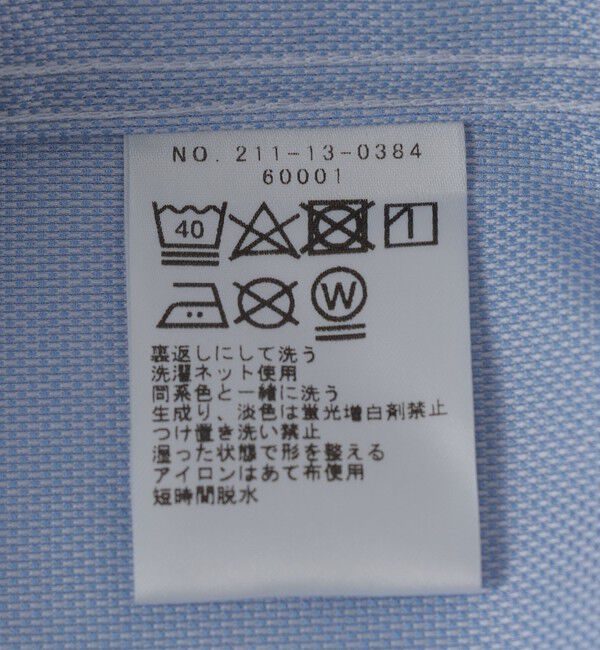 NO. 211-13-0384
60001
40
W
裏返しにして洗う
洗濯ネット使用
同系色と一緒に洗う
生成り、淡色は蛍光増白剤禁止
つけ置き洗い禁止
湿った状態で形を整える
アイロンはあて布使用
短時間脱水